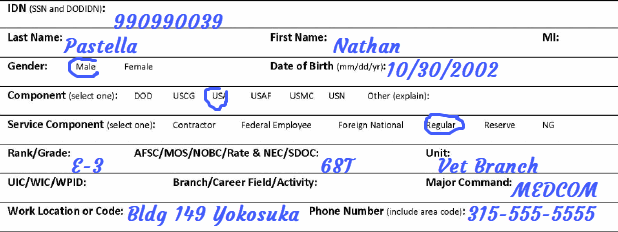 IDN (SSN and DODIDN): 990990039
Last Name: Pastella First Name: Nathan MI:
Gender: Male Female Date of Birth (mm/dd/yr): 10/30/2002
Component (select one): DOD USCG USA USAF USMC USN Other (explain):
Service Component (select one): Contractor Federal Employee Foreign National Regular Reserve NG
Rank/Grade: E-3 AFSC/MOS/NOBC/Rate & NEC/SDOC: 68T Unit: Vet Branch
UIC/WIC/WPID: Branch/Career Field/Activity: Major Command: MEDCOM
Work Location or Code: Bldg 149 Yokosuka Phone Number (include area code): 315-555-5555